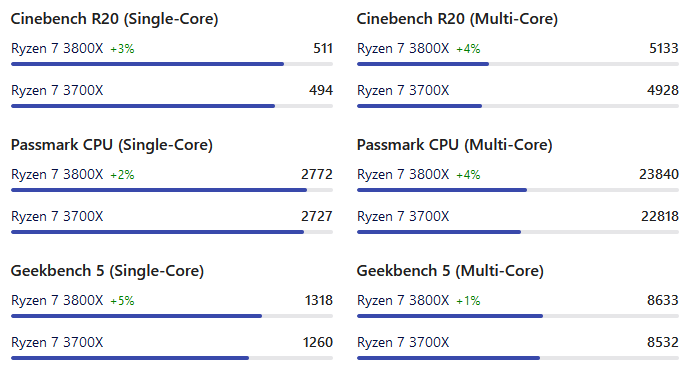 Cinebench R20 (Single-Core)
Ryzen 7 3800X +3% 511
Ryzen 7 3700X 494
Passmark CPU (Single-Core)
Ryzen 7 3800X +2% 2772
Ryzen 7 3700X 2727
Geekbench 5 (Single-Core)
Ryzen 7 3800X +5% 1318
Ryzen 7 3700X 1260
Cinebench R20 (Multi-Core)
Ryzen 7 3800X +4% 5133
Ryzen 7 3700X 4928
Passmark CPU (Multi-Core)
Ryzen 7 3800X +4% 23840
Ryzen 7 3700X 22818
Geekbench 5 (Multi-Core)
Ryzen 7 3800X +1% 8633
Ryzen 7 3700X 8532